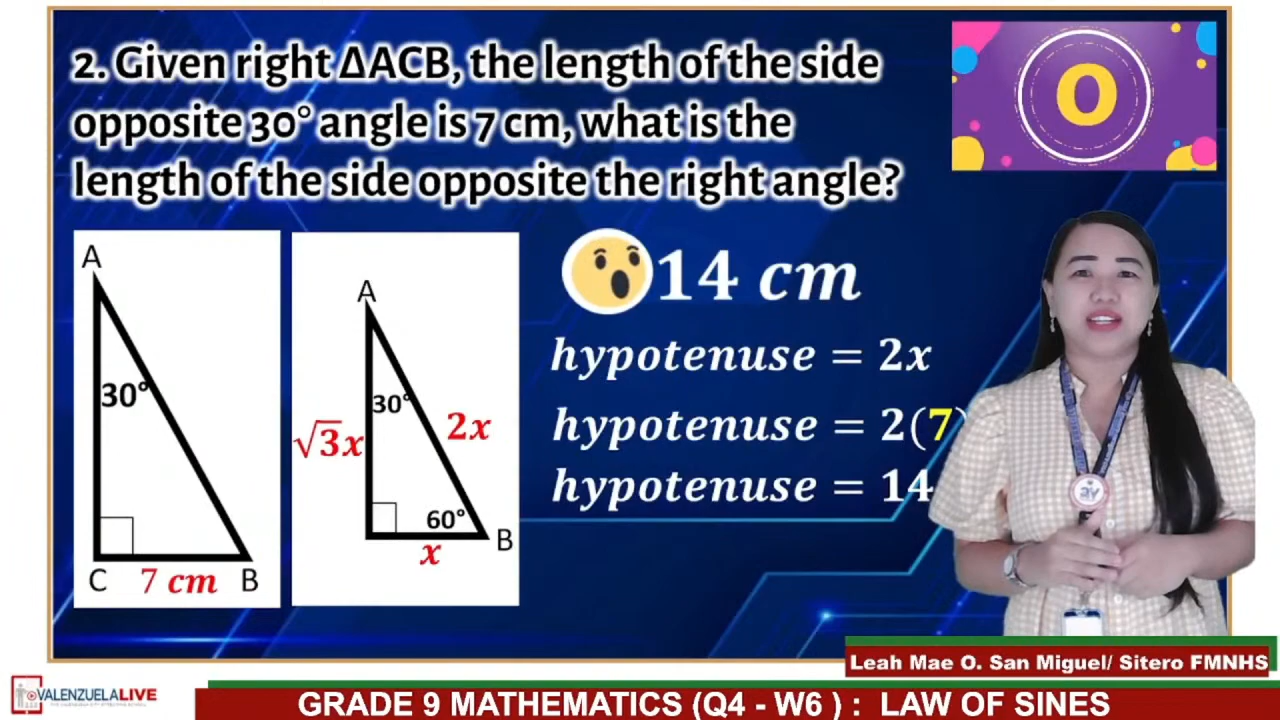 2. Given right ΔACB, the length of the side
opposite 30° angle is 7 cm, what is the
length of the side opposite the right angle?
O
A
30°
C 7 cm B
A
30°
√3x
2x
60°
B
x
14 cm
hypotenuse = 2x
hypotenuse = 2(7)
hypotenuse = 14
Leah Mae O. San Miguel/ Sitero FMNHS
VALENZUELALIVE
GRADE 9 MATHEMATICS (Q4 - W6 ) : LAW OF SINES